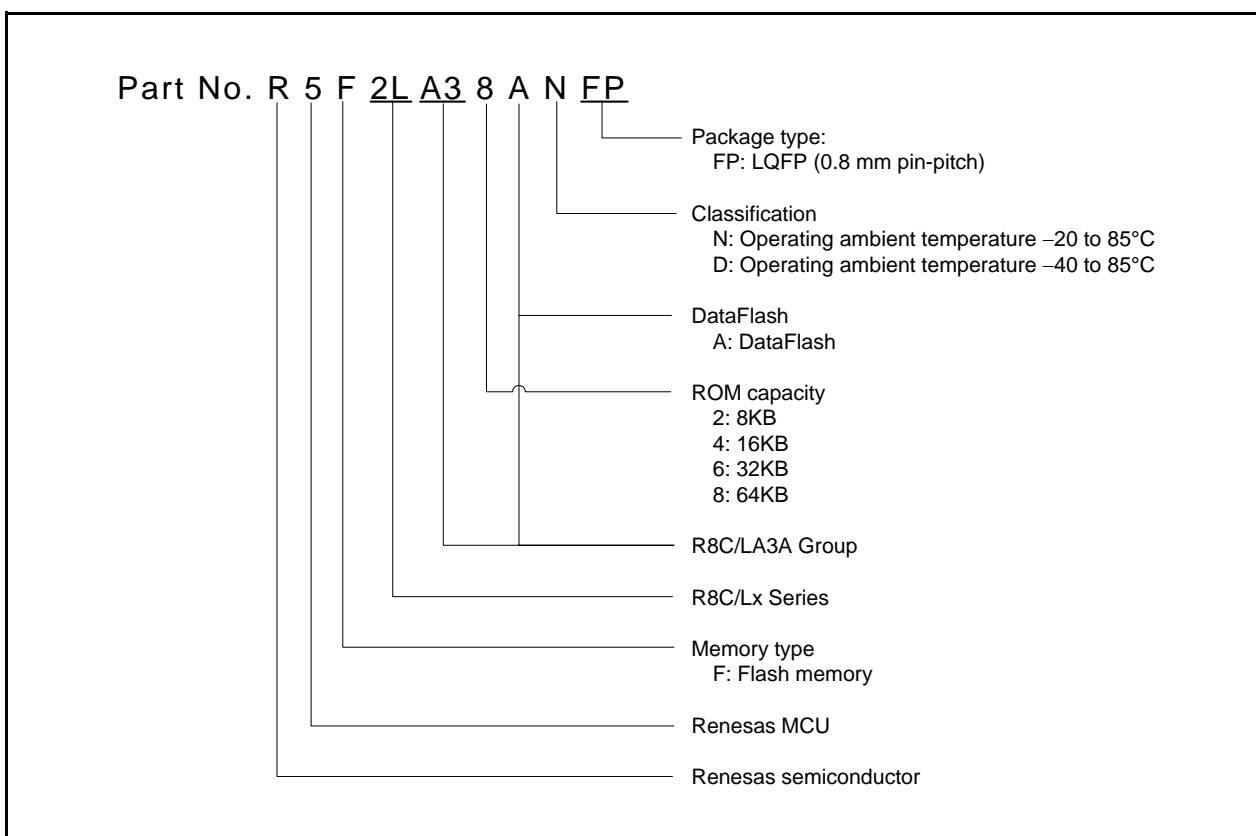 Part No. R 5 F 2L A3 8 A N FP
Package type:
FP: LQFP (0.8 mm pin-pitch)
Classification
N: Operating ambient temperature −20 to 85°C
D: Operating ambient temperature −40 to 85°C
DataFlash
A: DataFlash
ROM capacity
2: 8KB
4: 16KB
6: 32KB
8: 64KB
R8C/LA3A Group
R8C/Lx Series
Memory type
F: Flash memory
Renesas MCU
Renesas semiconductor